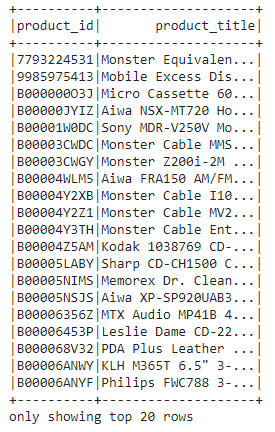 +----------+--------------------+
|product_id|       product_title|
+----------+--------------------+
|7793224531|Monster Equivalen...|
|9985975413|Mobile Excess Dis...|
|B00000OJ3J|Micro Cassette 60...|
|B00000JYIZ|Aiwa NSX-MT720 Ho...|
|B00001W0DC|Sony MDR-V250V Mo...|
|B00003CWDC|Monster Cable MMS...|
|B00003CWGY|Monster Z200i-2M ...|
|B00004WLM5|Aiwa FRA150 AM/FM...|
|B00004Y2XB|Monster Cable I10...|
|B00004Y2Z1|Monster Cable MV2...|
|B00004Y3TH|Monster Cable Ent...|
|B00004Z5AM|Kodak 1038769 CD-...|
|B00005LABY|Sharp CD-CH1500 C...|
|B00005NIMS|Memorex Dr. Clean...|
|B00005NSJS|Aiwa XP-SP920UAB3...|
|B00006356Z|MTX Audio MP41B 4...|
|B00006453P|Leslie Dame CD-22...|
|B000068V32|PDA Plus Leather ...|
|B00006ANWY|KLH M365T 6.5" 3-...|
|B00006ANYF|Philips FWC788 3-...|
+----------+--------------------+
only showing top 20 rows